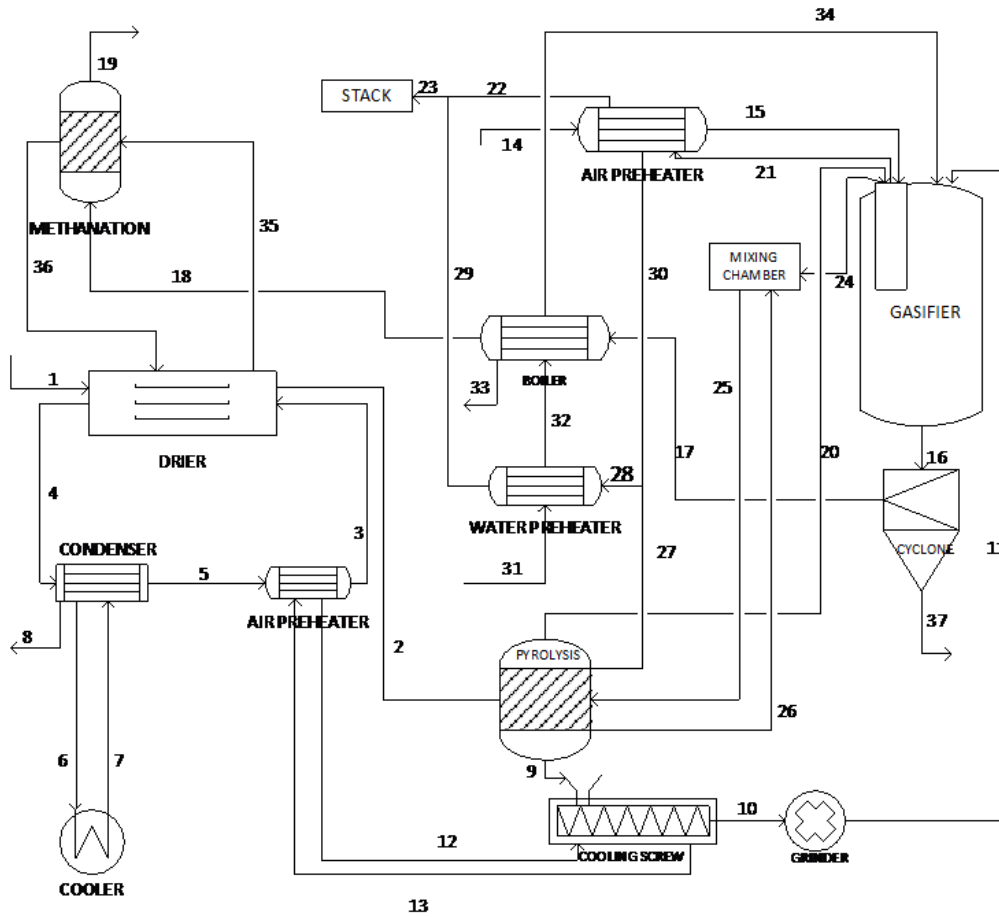 34
19
STACK
23
22
15
14
AIR PREHEATER
21
24
METHANATION
35
36
18
29
30
MIXING
CHAMBER
GASIFIER
1
33
BOILER
25
32
17
20
16
DRIER
4
3
28
WATER PREHEATER
CYCLONE
11
CONDENSER
5
31
27
AIR PREHEATER
8
2
37
PYROLYSIS
26
6
7
9
10
12
COOLING SCREW
GRINDER
COOLER
13